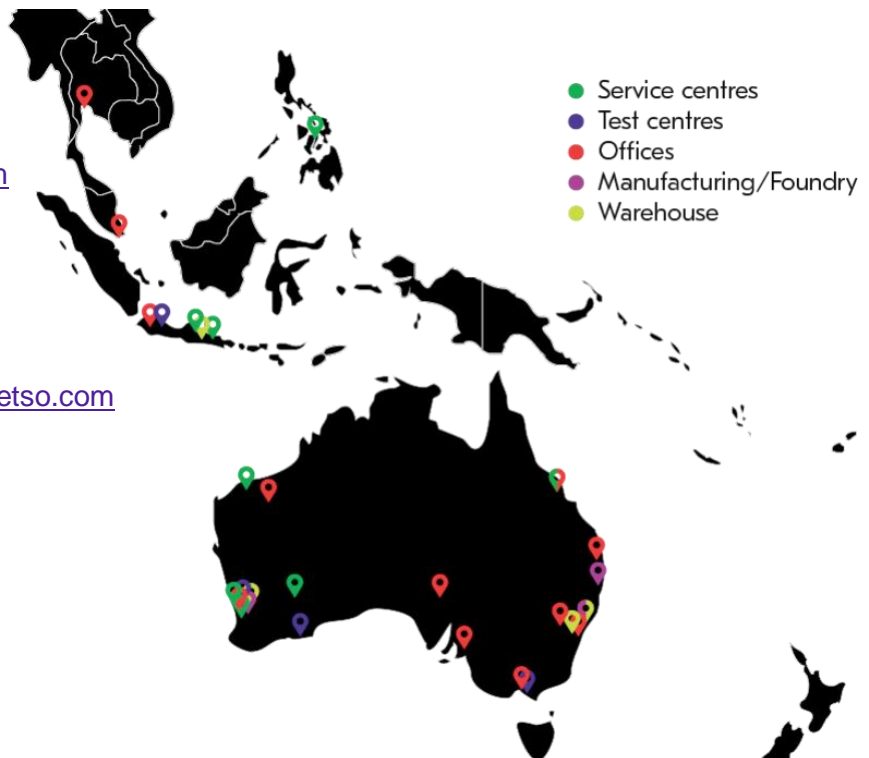 Service centres
Test centres
Offices
n
Manufacturing/Foundry
Warehouse
etso.com